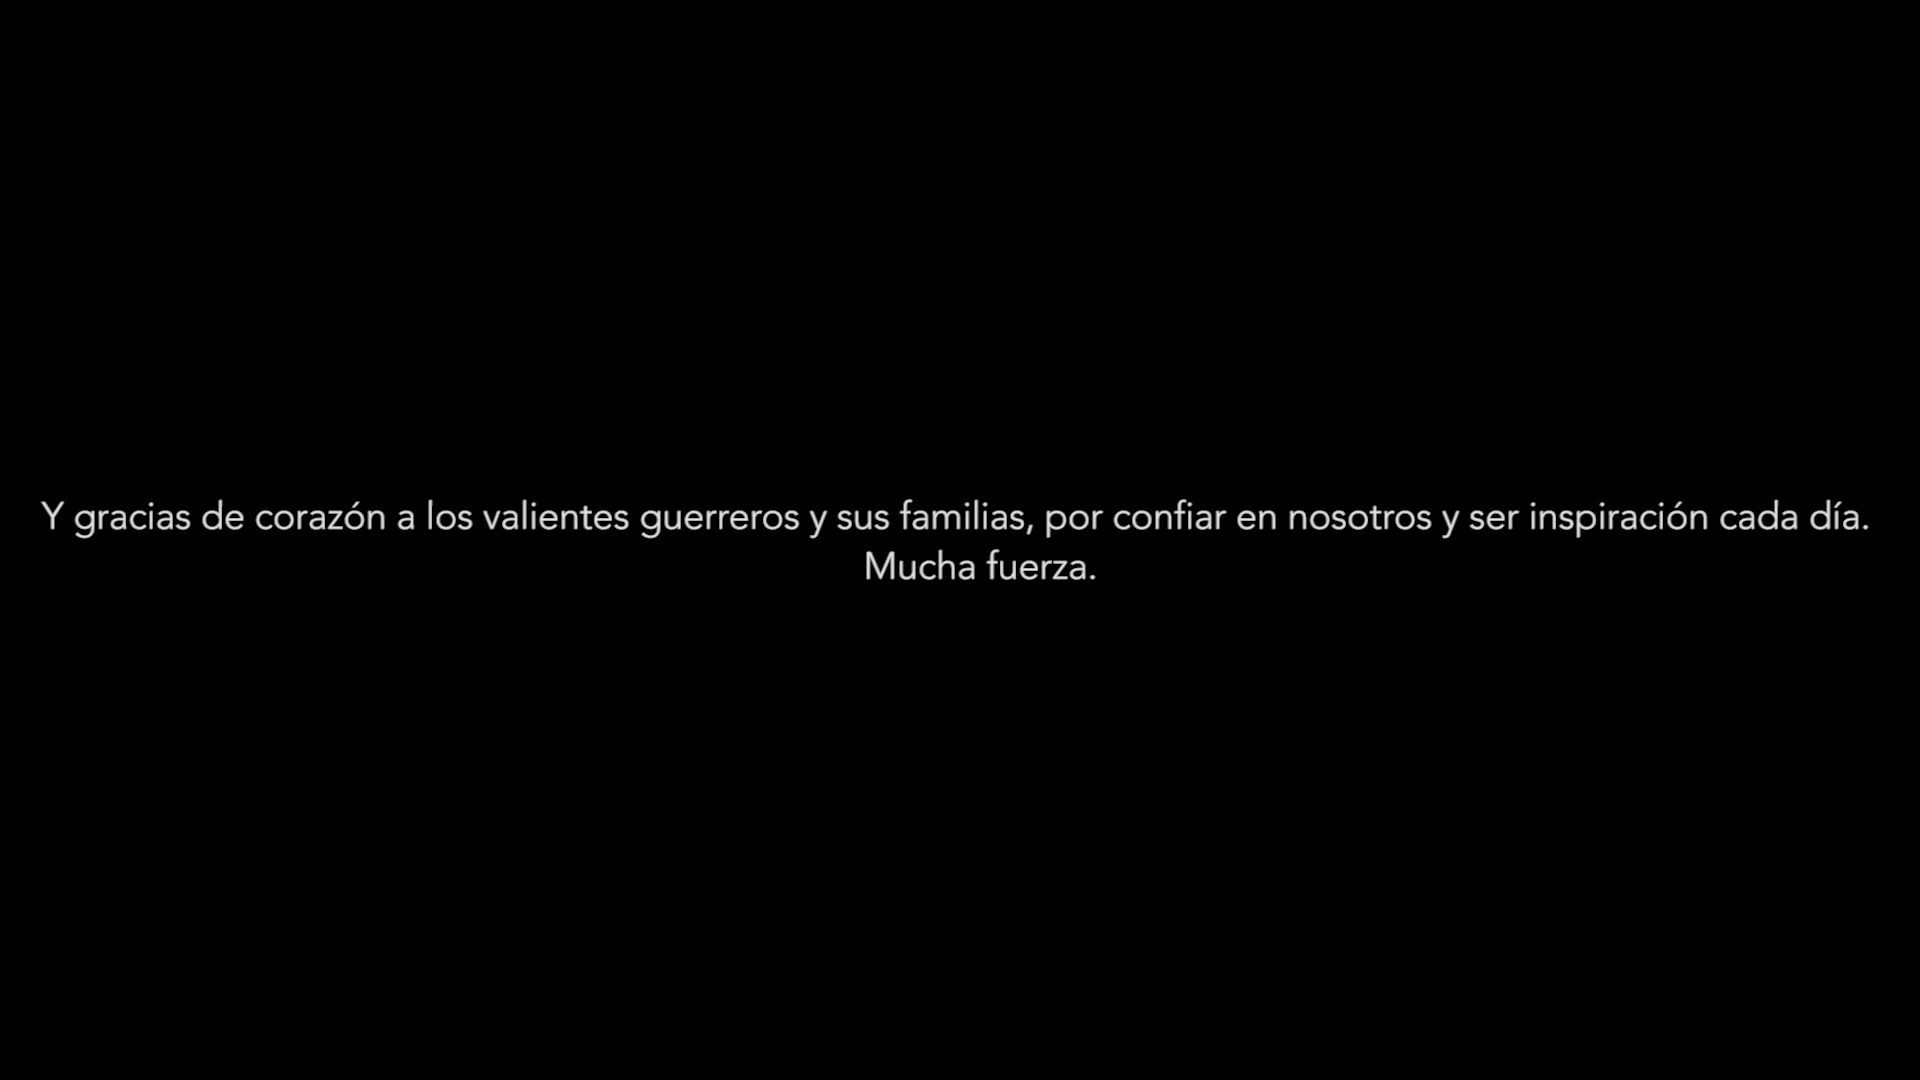 Y gracias de corazón a los valientes guerreros y sus familias, por confiar en nosotros y ser inspiración cada día.
Mucha fuerza.